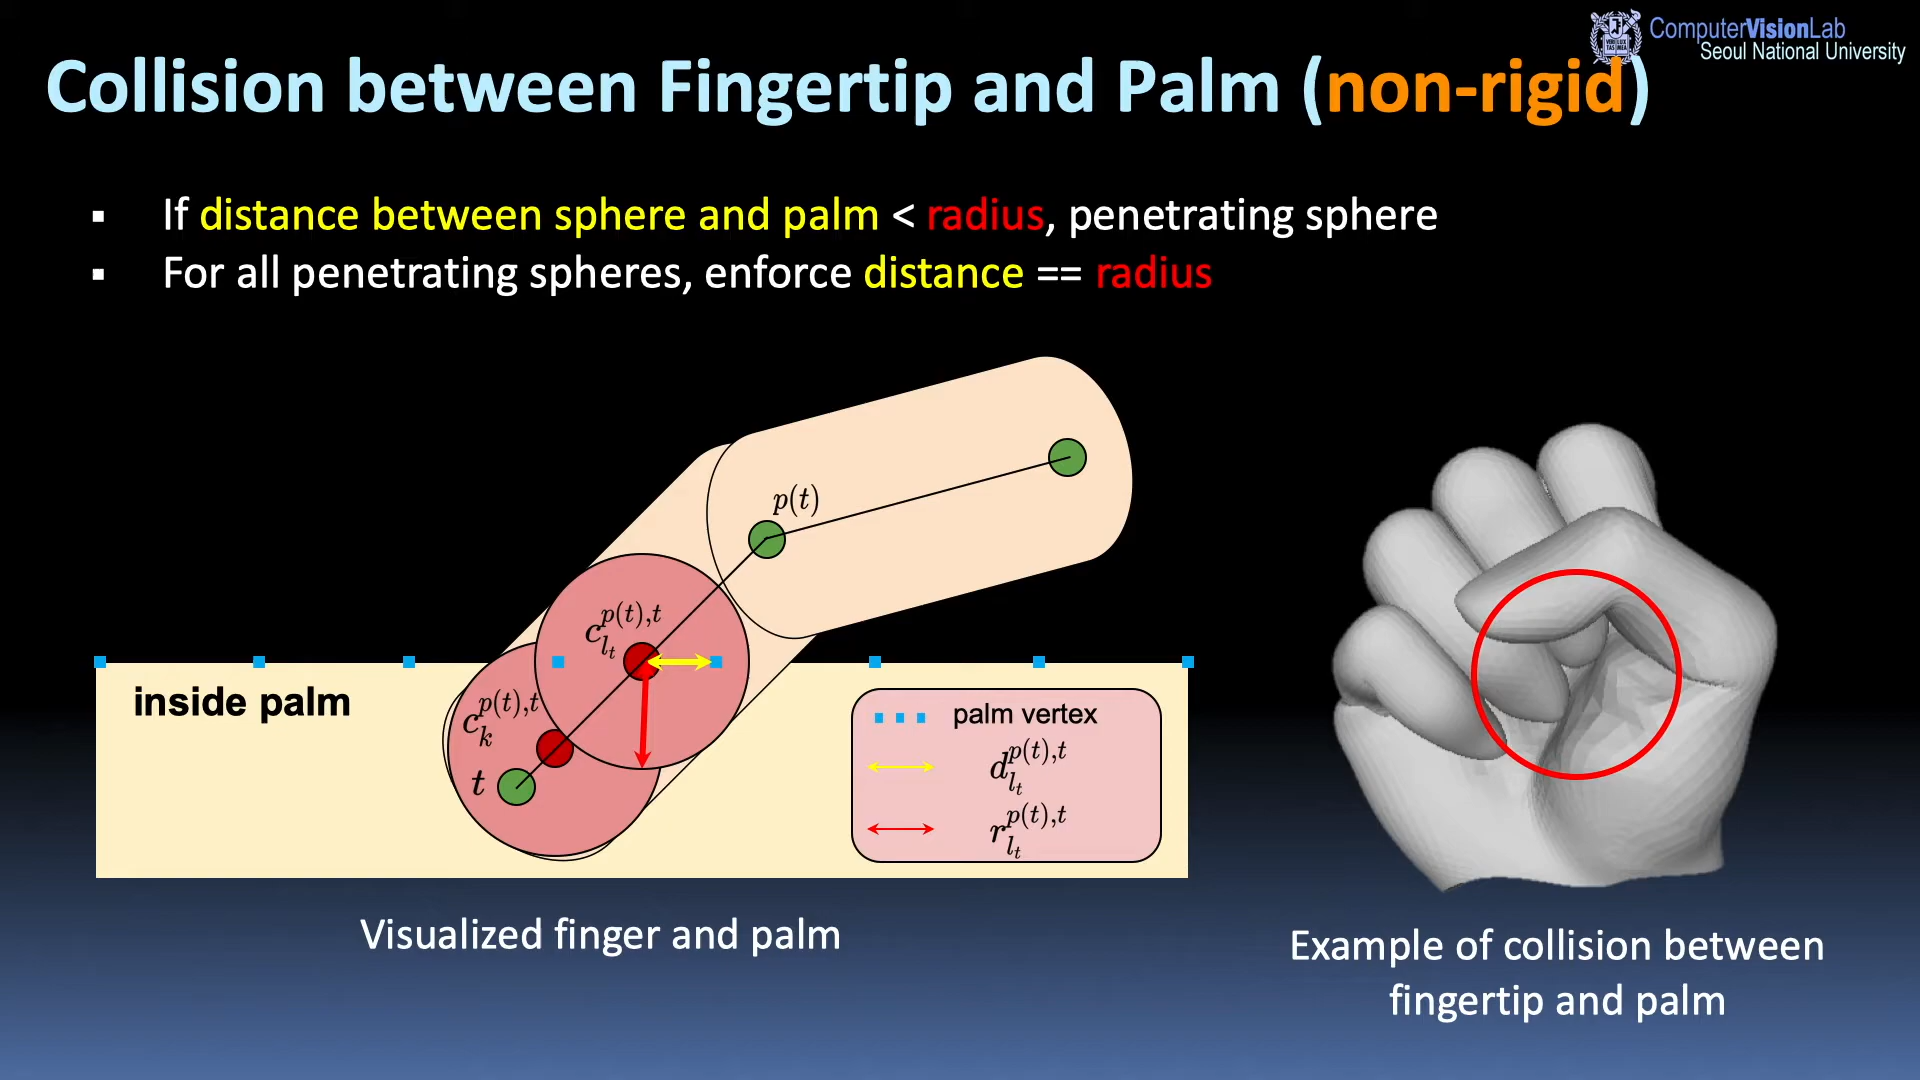 ComputerVisionLab
Seoul National University
Collision between Fingertip and Palm (non-rigid)
▪ If distance between sphere and palm < radius, penetrating sphere
▪ For all penetrating spheres, enforce distance == radius
p(t)
c_{l_t}^{p(t),t}
inside palm
c_k^{p(t),t}
t
palm vertex
d_{l_t}^{p(t),t}
r_{l_t}^{p(t),t}
Visualized finger and palm
Example of collision between
fingertip and palm